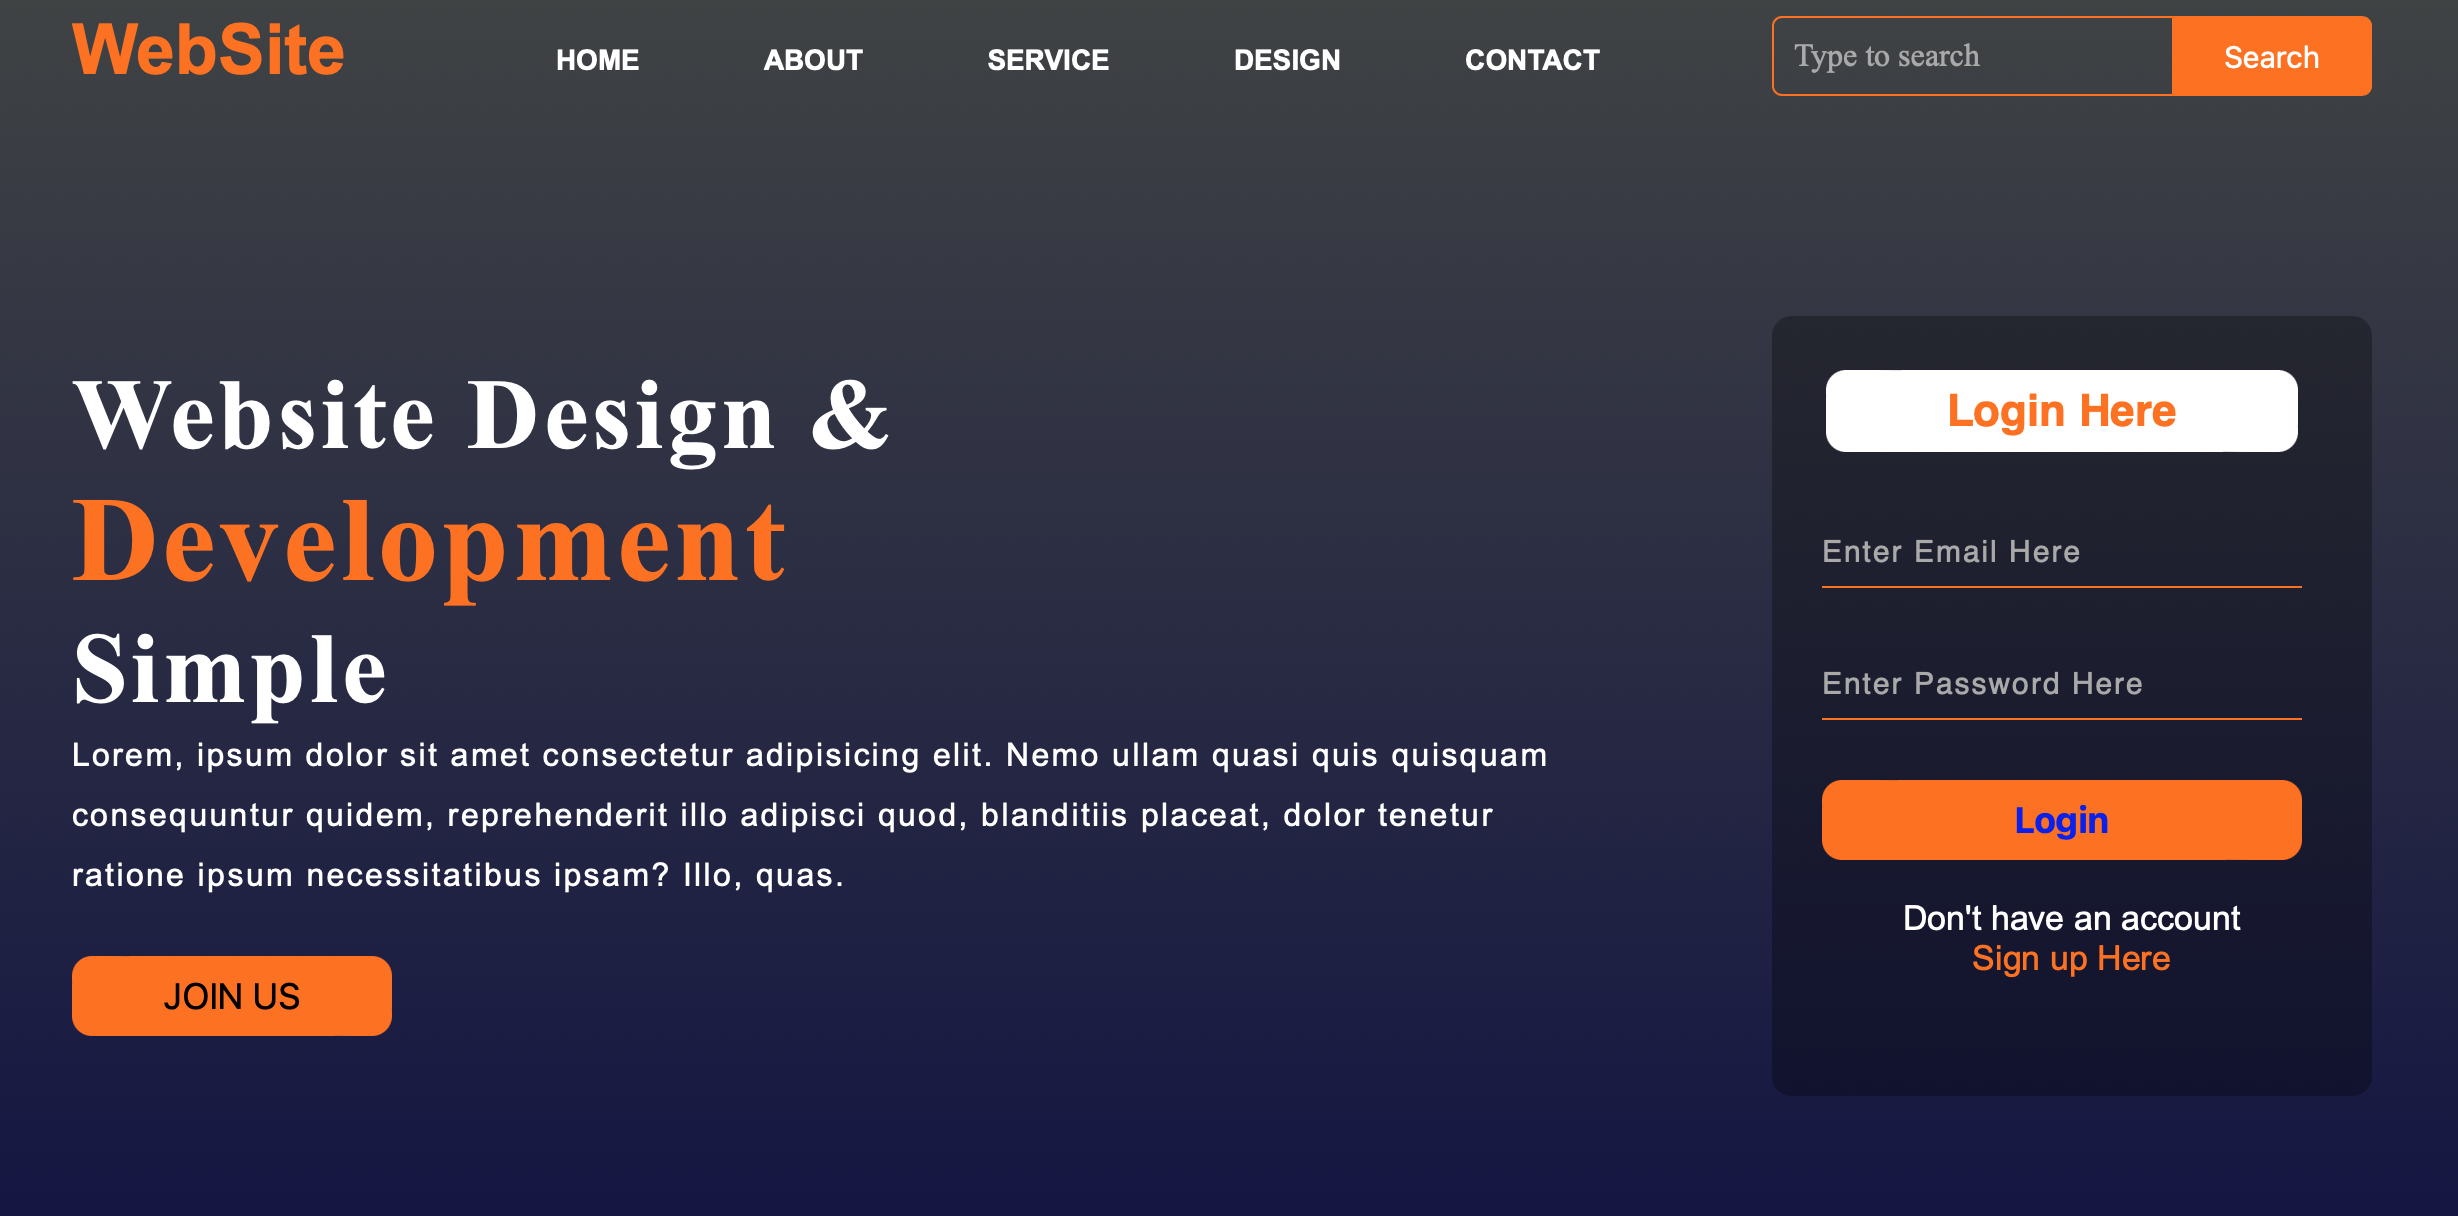 WebSite
HOME ABOUT SERVICE DESIGN CONTACT
Type to search Search
Website Design &
Development
Simple
Lorem, ipsum dolor sit amet consectetur adipisicing elit. Nemo ullam quasi quis quisquam
consequuntur quidem, reprehenderit illo adipisci quod, blanditiis placeat, dolor tenetur
ratione ipsum necessitatibus ipsam? Illo, quas.
JOIN US
Login Here
Enter Email Here
Enter Password Here
Login
Don't have an account
Sign up Here